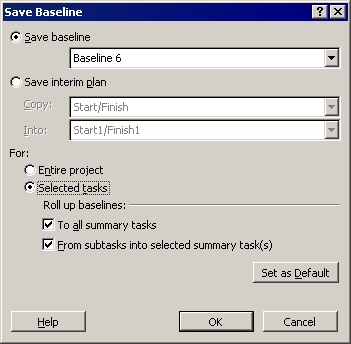 Save Baseline
Save baseline
Baseline 6
Save interim plan
Copy: Start/Finish
Into: Start1/Finish1
For:
Entire project
Selected tasks
Roll up baselines:
To all summary tasks
From subtasks into selected summary task(s)
Set as Default
Help OK Cancel